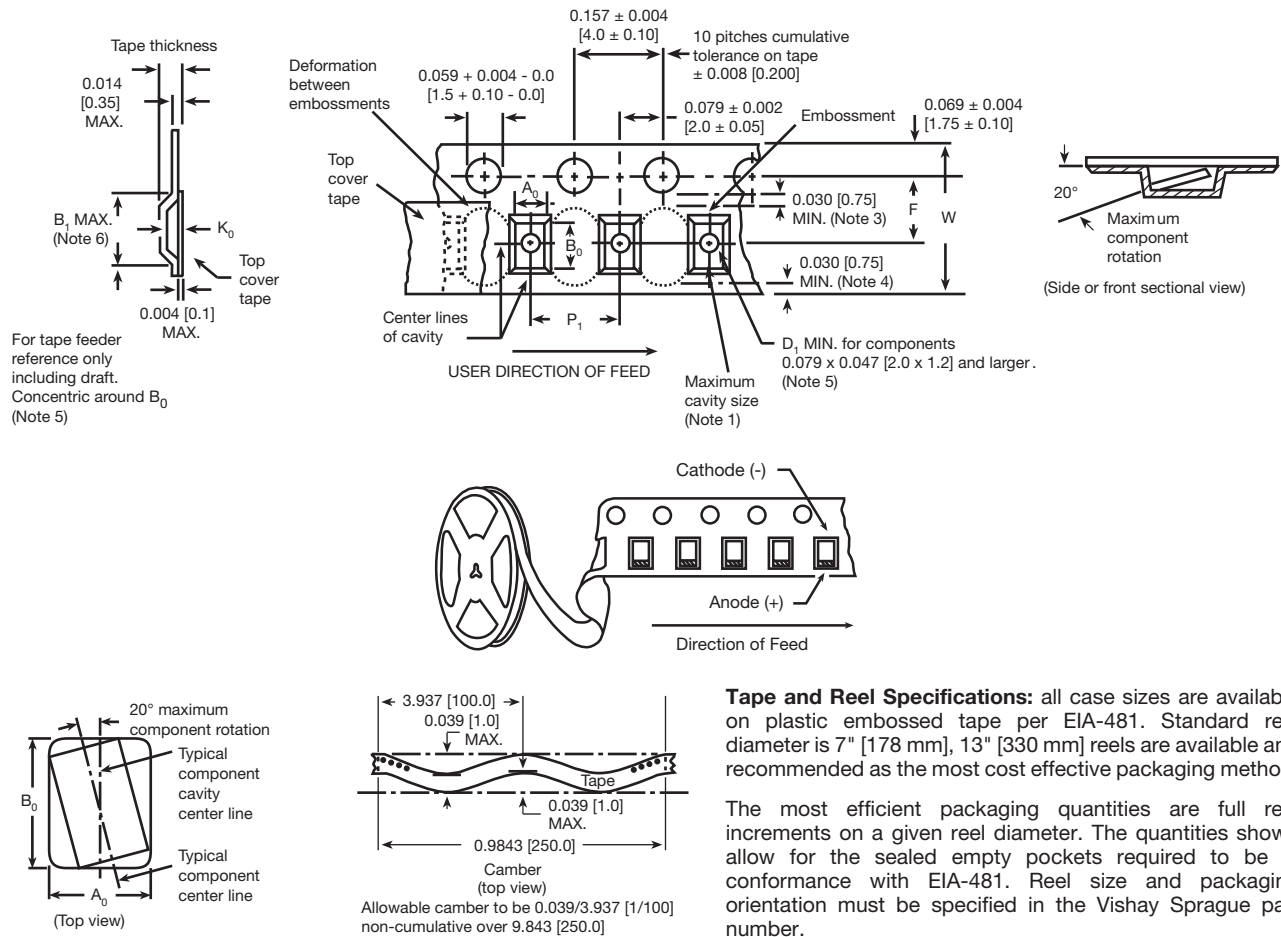 Tape thickness
0.014
[0.35]
MAX.
B1 MAX.
(Note 6)
K0
Top
cover
tape
0.004 [0.1]
MAX.
For tape feeder
reference only
including draft.
Concentric around B0
(Note 5)
Deformation
between
embossments
0.059 + 0.004 - 0.0
[1.5 + 0.10 - 0.0]
0.157 ± 0.004
[4.0 ± 0.10]
10 pitches cumulative
tolerance on tape
± 0.008 [0.200]
0.079 ± 0.002
[2.0 ± 0.05]
Embossment
0.069 ± 0.004
[1.75 ± 0.10]
Top
cover
tape
A0
B0
0.030 [0.75]
MIN. (Note 3)
F
W
0.030 [0.75]
MIN. (Note 4)
Center lines
of cavity
P1
USER DIRECTION OF FEED
Maximum
cavity size
(Note 1)
D1 MIN. for components
0.079 x 0.047 [2.0 x 1.2] and larger.
(Note 5)
20°
Maximum
component
rotation
(Side or front sectional view)
Cathode (-)
Anode (+)
Direction of Feed
20° maximum
component rotation
Typical
component
cavity
center line
B0
Typical
component
center line
A0
(Top view)
3.937 [100.0]
0.039 [1.0]
MAX.
Tape
0.039 [1.0]
MAX.
0.9843 [250.0]
Camber
(top view)
Allowable camber to be 0.039/3.937 [1/100]
non-cumulative over 9.843 [250.0]
Tape and Reel Specifications: all case sizes are availab
on plastic embossed tape per EIA-481. Standard re
diameter is 7" [178 mm], 13" [330 mm] reels are available an
recommended as the most cost effective packaging metho
The most efficient packaging quantities are full re
increments on a given reel diameter. The quantities show
allow for the sealed empty pockets required to be
conformance with EIA-481. Reel size and packagin
orientation must be specified in the Vishay Sprague pa
number.